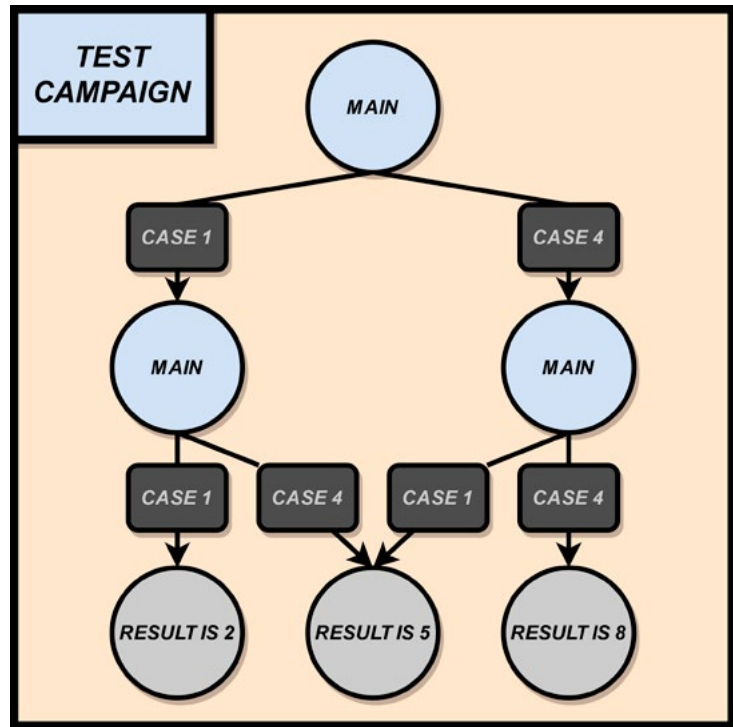 TEST
CAMPAIGN
MAIN
CASE 1
CASE 4
MAIN
MAIN
CASE 1
CASE 4
CASE 1
CASE 4
RESULT IS 2
RESULT IS 5
RESULT IS 8